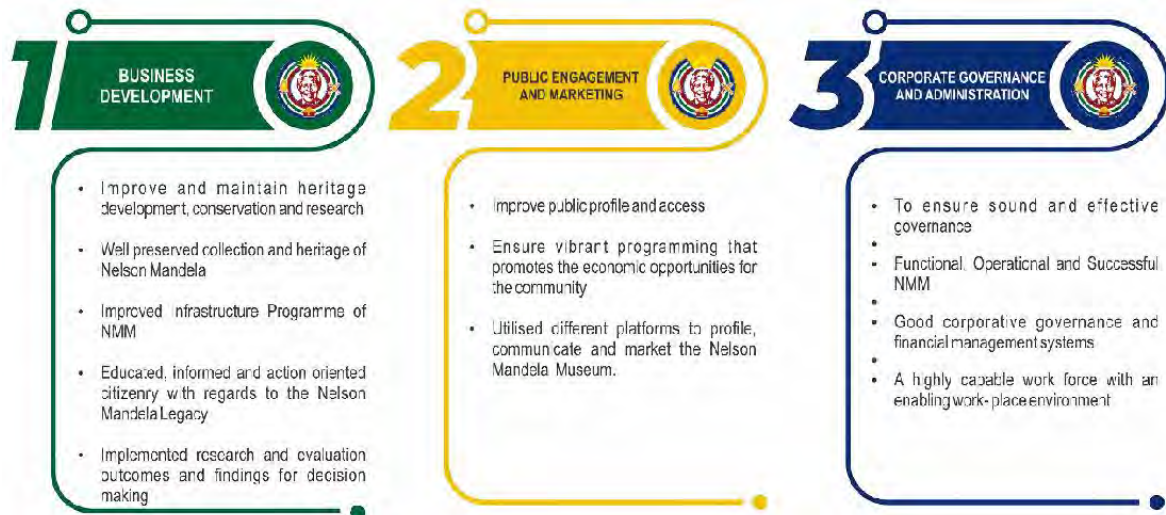 1
BUSINESS
DEVELOPMENT
• Improve and maintain heritage
development, conservation and research
• Well preserved collection and heritage of
Nelson Mandela
• Improved Infrastructure Programme of
NMM
• Educated, informed and action oriented
citizenry with regards to the Nelson
Mandela Legacy
• Implemented research and evaluation
outcomes and findings for decision
making
2
PUBLIC ENGAGEMENT
AND MARKETING
• Improve public profile and access
• Ensure vibrant programming that
promotes the economic opportunities for
the community
• Utilised different platforms to profile,
communicate and market the Nelson
Mandela Museum.
3
CORPORATE GOVERNANCE
AND ADMINISTRATION
• To ensure sound and effective
governance
•
• Functional, Operational and Successful
NMM
•
• Good corporative governance and
financial management systems
•
• A highly capable work force with an
enabling work- place environment